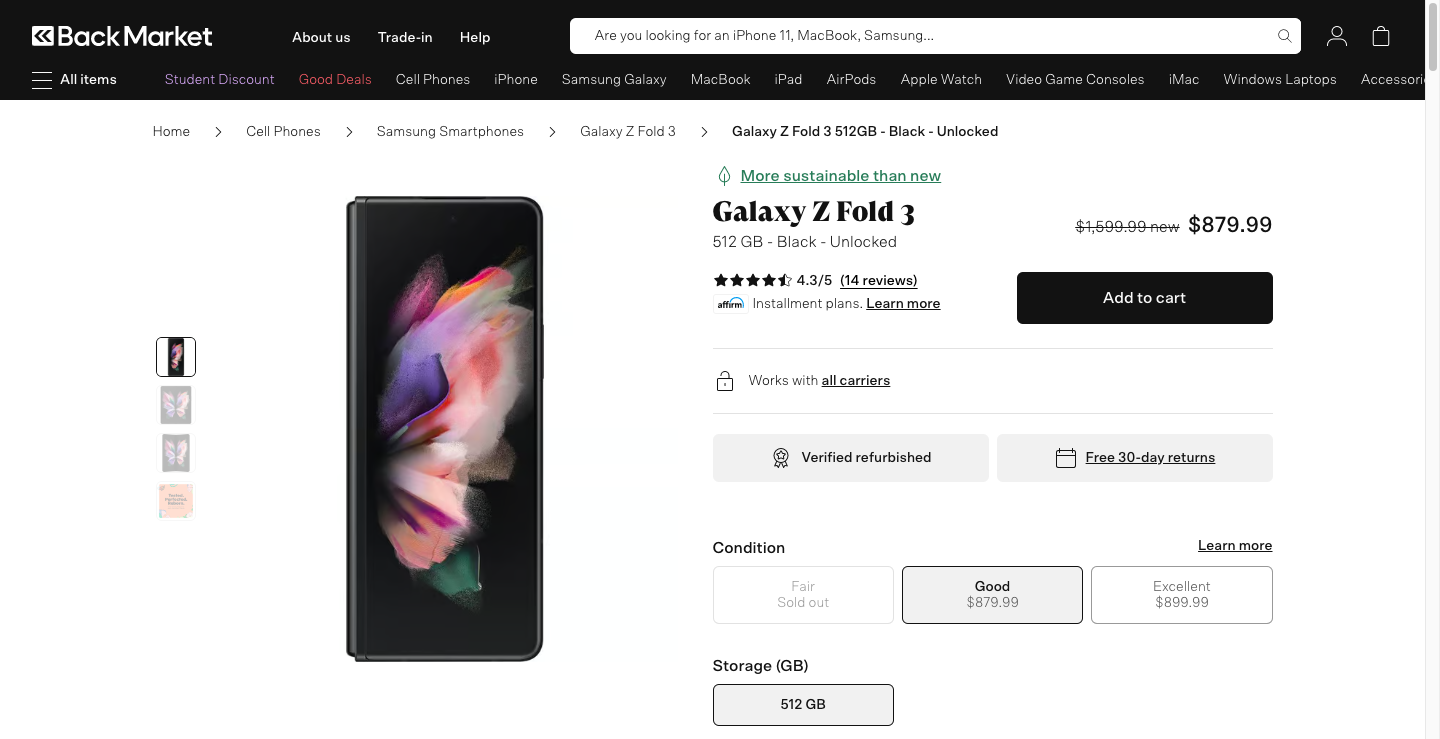 Back Market
About us
Trade-in
Help
Are you looking for an iPhone 11, MacBook, Samsung...
All items
Student Discount
Good Deals
Cell Phones
iPhone
Samsung Galaxy
MacBook
iPad
AirPods
Apple Watch
Video Game Consoles
iMac
Windows Laptops
Accessori
Home
Cell Phones
Samsung Smartphones
Galaxy Z Fold 3
Galaxy Z Fold 3 512GB - Black - Unlocked
More sustainable than new
Galaxy Z Fold 3
$1,599.99 new $879.99
512 GB - Black - Unlocked
4.3/5 (14 reviews)
Add to cart
affirm Installment plans. Learn more
Works with all carriers
Verified refurbished
Free 30-day returns
Condition
Learn more
Fair
Sold out
Good
$879.99
Excellent
$899.99
Storage (GB)
512 GB